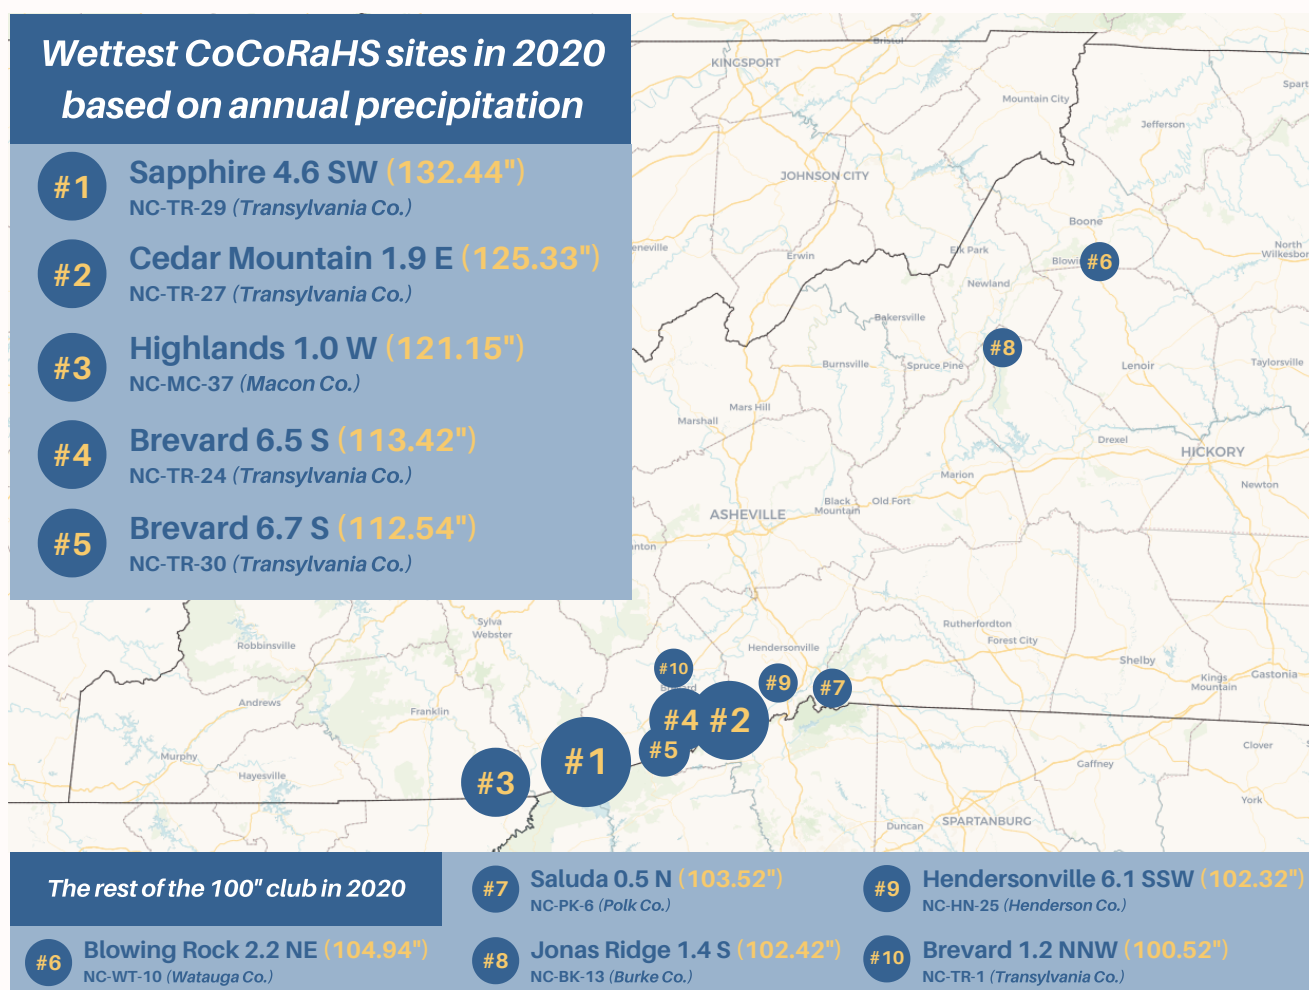 Wettest CoCoRaHS sites in 2020
based on annual precipitation
#1
Sapphire 4.6 SW (132.44")
NC-TR-29 (Transylvania Co.)
#2
Cedar Mountain 1.9 E (125.33")
NC-TR-27 (Transylvania Co.)
#3
Highlands 1.0 W (121.15")
NC-MC-37 (Macon Co.)
#4
Brevard 6.5 S (113.42")
NC-TR-24 (Transylvania Co.)
#5
Brevard 6.7 S (112.54")
NC-TR-30 (Transylvania Co.)
Bristol
KINGSPORT
Spart
Mountain City
Jefferson
JOHNSON CITY
Boone
eneville
Erwin
Elk Park
Blowi
#6
North
Wilkesbor
Newland
Bakersville
#8
Burnsville
Spruce Pine
Lenoir
Taylorsville
Mars Hill
Marshall
Drexel
HICKORY
Marion
Newton
Black
Mountain
Old Fort
ASHEVILLE
nton
Sylva
Webster
Robbinsville
Rutherfordton
Forest City
Hendersonville
Shelby
#10
#9
#7
Kings
Mountain
Gastonia
Andrews
Franklin
#4
#2
#5
#1
#3
Murphy
Hayesville
Clover
Gaffney
York
Duncan
SPARTANBURG
The rest of the 100" club in 2020
#6
Blowing Rock 2.2 NE (104.94")
NC-WT-10 (Watauga Co.)
#7
Saluda 0.5 N (103.52")
NC-PK-6 (Polk Co.)
#8
Jonas Ridge 1.4 S (102.42")
NC-BK-13 (Burke Co.)
#9
Hendersonville 6.1 SSW (102.32")
NC-HN-25 (Henderson Co.)
#10
Brevard 1.2 NNW (100.52")
NC-TR-1 (Transylvania Co.)